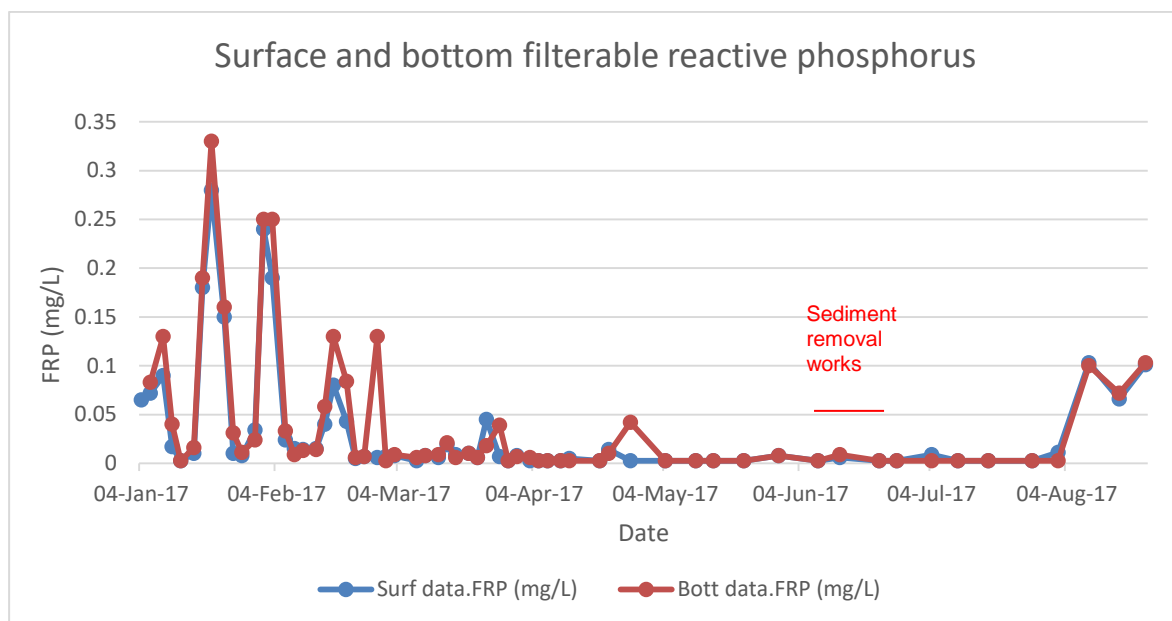 Surface and bottom filterable reactive phosphorus
0.35
0.3
0.25
0.2
0.15
0.1
0.05
0
FRP (mg/L)
Sediment
removal
works
04-Jan-17 04-Feb-17 04-Mar-17 04-Apr-17 04-May-17 04-Jun-17 04-Jul-17 04-Aug-17
Date
Surf data.FRP (mg/L) Bott data.FRP (mg/L)